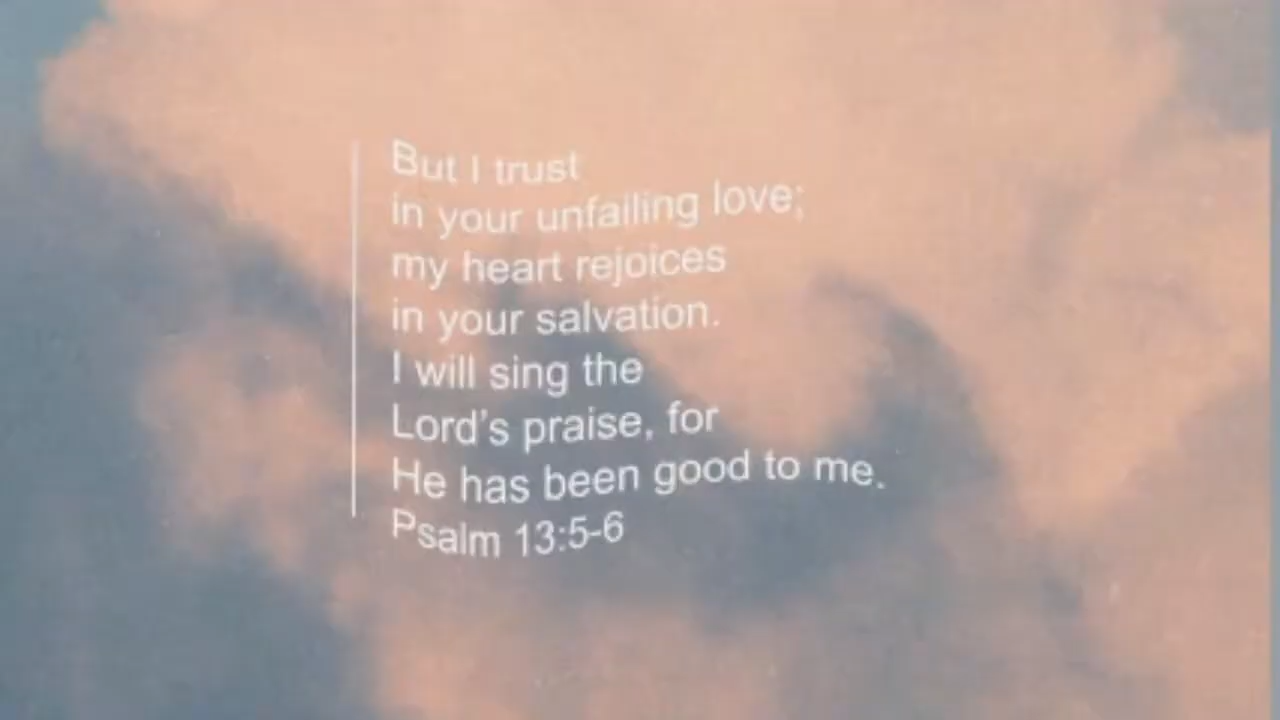 But I trust
in your unfailing love;
my heart rejoices
in your salvation.
I will sing the
Lord's praise, for
He has been good to me.
Psalm 13:5-6